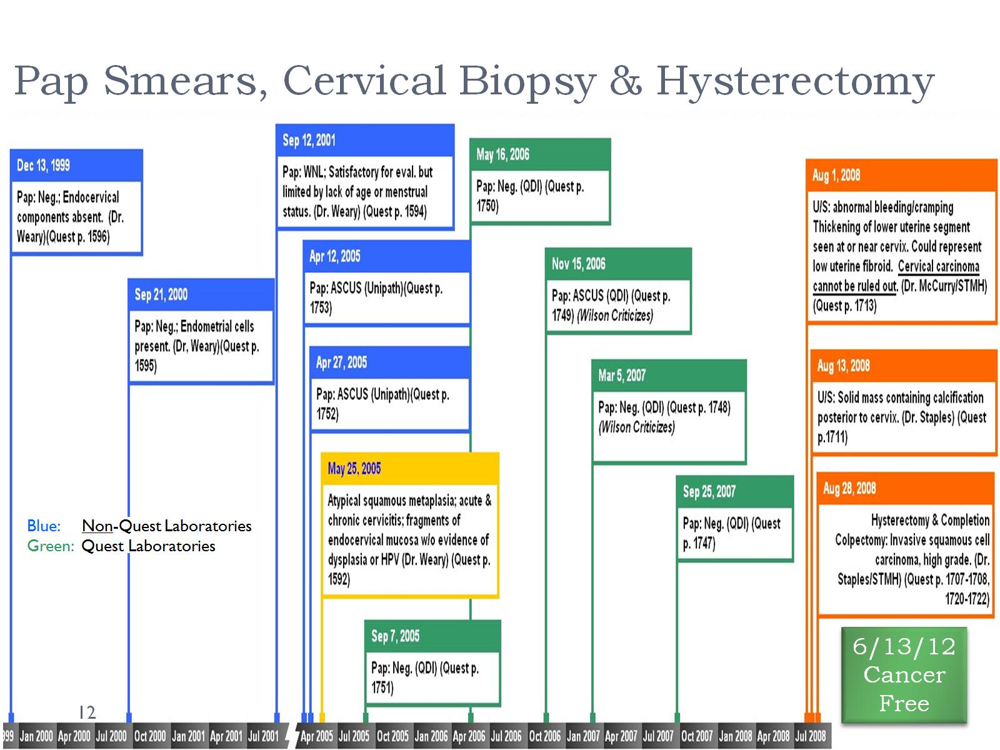 Pap Smears, Cervical Biopsy & Hysterectomy
Dec 13, 1999
Pap: Neg.; Endocervical
components absent. (Dr.
Weary)(Quest p. 1596)
Sep 21, 2000
Pap: Neg.; Endometrial cells
present. (Dr, Weary)(Quest p.
1595)
Sep 12, 2001
Pap: WNL; Satisfactory for eval. but
limited by lack of age or menstrual
status. (Dr. Weary) (Quest p. 1594)
Apr 12, 2005
Pap: ASCUS (Unipath)(Quest p.
1753)
Apr 27, 2005
Pap: ASCUS (Unipath)(Quest p.
1752)
May 25, 2005
Atypical squamous metaplasia; acute &
chronic cervicitis; fragments of
endocervical mucosa w/o evidence of
dysplasia or HPV (Dr. Weary) (Quest p.
1592)
Sep 7, 2005
Pap: Neg. (QDI) (Quest p.
1751)
May 16, 2006
Pap: Neg. (QDI) (Quest p.
1750)
Nov 15, 2006
Pap: ASCUS (QDI) (Quest p.
1749) (Wilson Criticizes)
Mar 5, 2007
Pap: Neg. (QDI) (Quest p. 1748)
(Wilson Criticizes)
Sep 25, 2007
Pap: Neg. (QDI) (Quest
p. 1747)
Aug 1, 2008
U/S: abnormal bleeding/cramping
Thickening of lower uterine segment
seen at or near cervix. Could represent
low uterine fibroid. Cervical carcinoma
cannot be ruled out. (Dr. McCurry/STMH)
(Quest p. 1713)
Aug 13, 2008
U/S: Solid mass containing calcification
posterior to cervix. (Dr. Staples) (Quest
p.1711)
Aug 28, 2008
Hysterectomy & Completion
Colpectomy: Invasive squamous cell
carcinoma, high grade. (Dr.
Staples/STMH) (Quest p. 1707-1708,
1720-1722)
Blue: Non-Quest Laboratories
Green: Quest Laboratories
6/13/12
Cancer
Free
12
99 Jan 2000 Apr 2000 Jul 2000 Oct 2000 Jan 2001 Apr 2001 Jul 2001 Apr 2005 Jul 2005 Oct 2005 Jan 2006 Apr 2006 Jul 2006 Oct 2006 Jan 2007 Apr 2007 Jul 2007 Oct 2007 Jan 2008 Apr 2008 Jul 2008